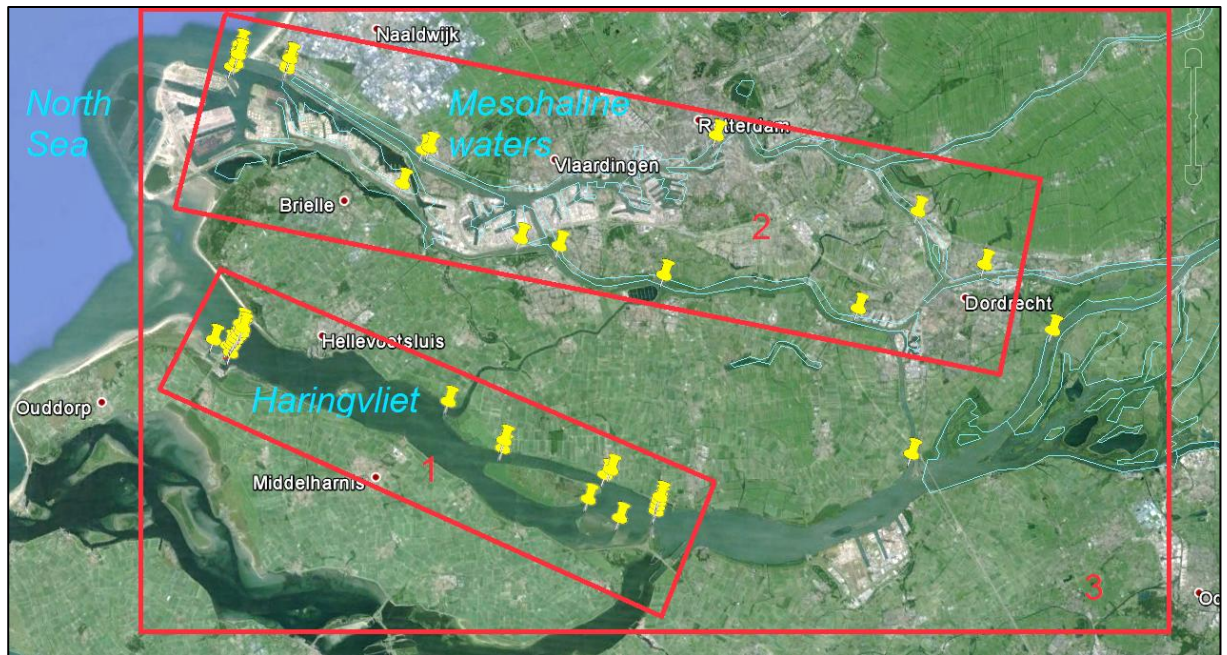 Naaldwijk
North
Sea
Mesohaline
waters
Rotterdam
Vlaardingen
Brielle
2
Dordrecht
Hellevoetsluis
Haringvliet
Ouddorp
1
Middelharnis
3